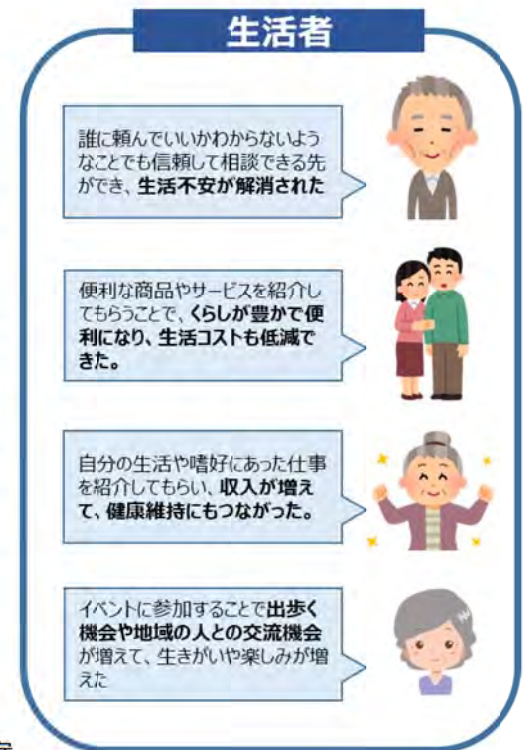 生活者
誰に頼んでいいかわからないよう
なことでも信頼して相談できる先
ができ、生活不安が解消された
便利な商品やサービスを紹介し
てもらうことで、くらしが豊かで便
利になり、生活コストも低減で
きた。
自分の生活や嗜好にあった仕事
を紹介してもらい、収入が増え
て、健康維持にもつながった。
イベントに参加することで出歩く
機会や地域の人との交流機会
が増えて、生きがいや楽しみが増
えた